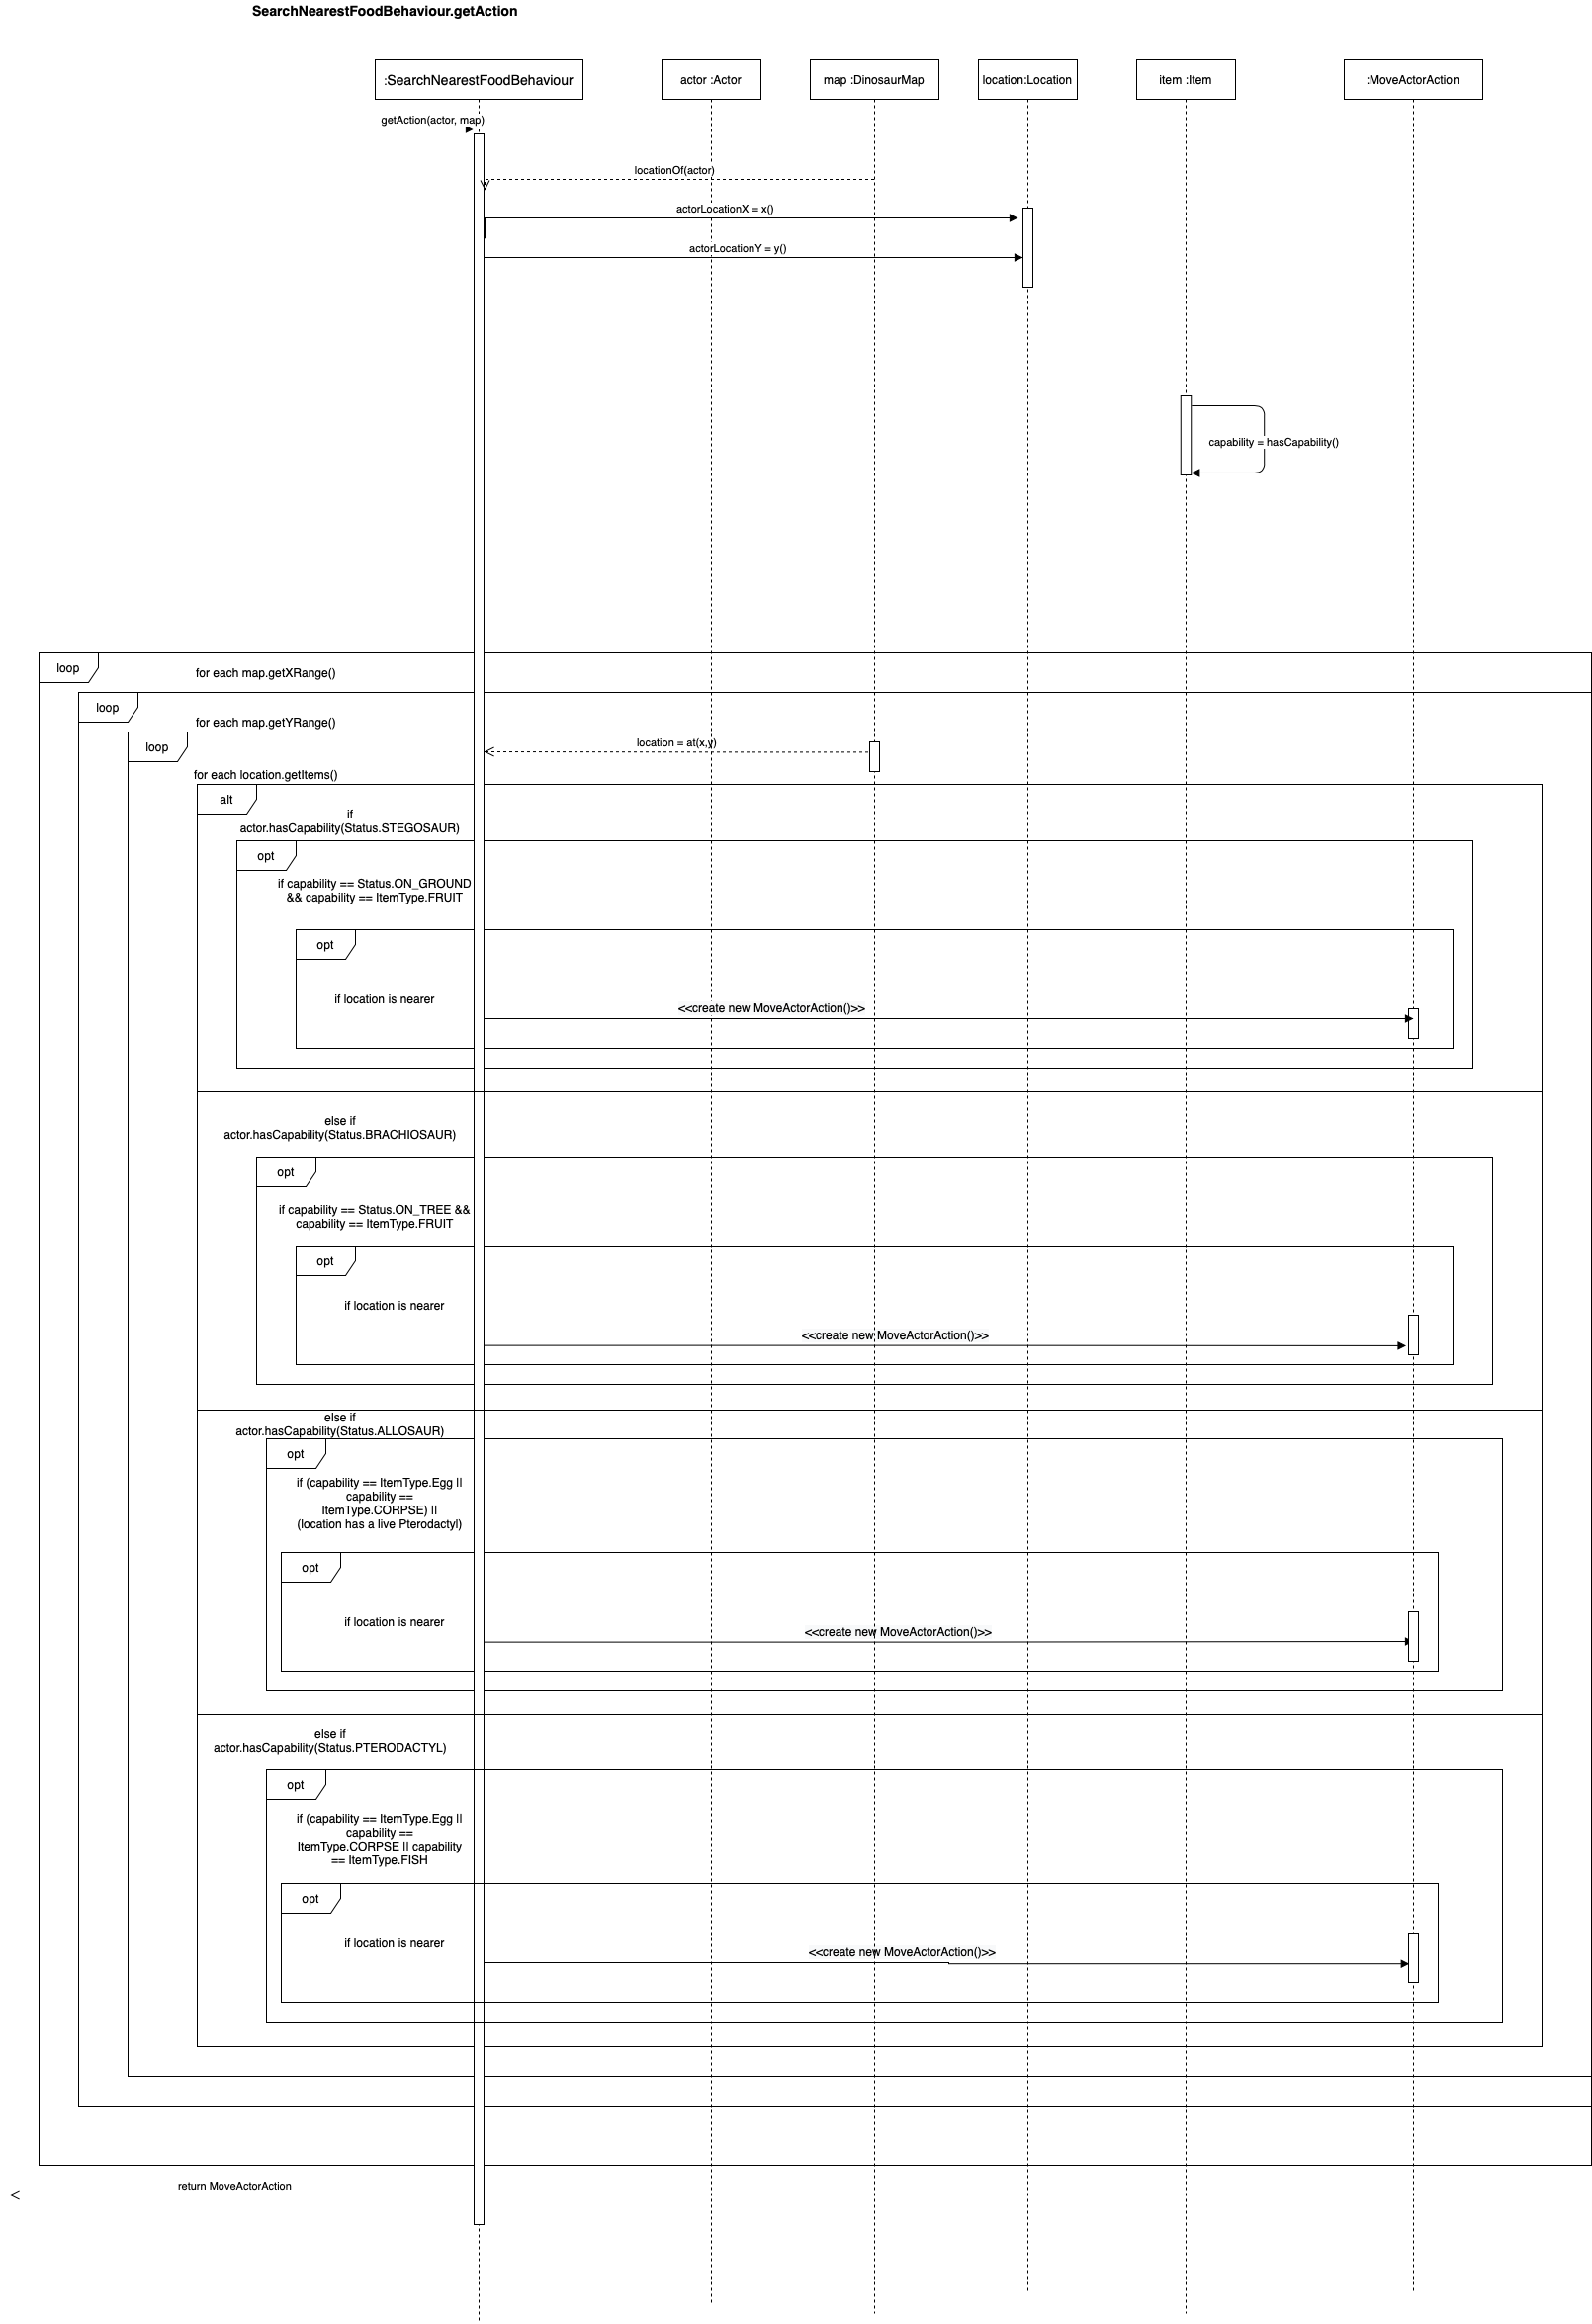 SearchNearestFoodBehaviour.getAction
:SearchNearestFoodBehaviour
actor :Actor
map :DinosaurMap
location:Location
item :Item
:MoveActorAction
getAction(actor, map)
locationOf(actor)
actorLocationX = x()
actorLocationY = y()
capability = hasCapability()
loop
for each map.getXRange()
loop
for each map.getYRange()
loop
location = at(x,y)
for each location.getItems()
alt
if
actor.hasCapability(Status.STEGOSAUR)
opt
if capability == Status.ON_GROUND
&& capability == ItemType.FRUIT
opt
if location is nearer
<<create new MoveActorAction()>>
else if
actor.hasCapability(Status.BRACHIOSAUR)
opt
if capability == Status.ON_TREE &&
capability == ItemType.FRUIT
opt
if location is nearer
<<create new MoveActorAction()>>
else if
actor.hasCapability(Status.ALLOSAUR)
opt
if (capability == ItemType.Egg ||
capability ==
ItemType.CORPSE) ||
(location has a live Pterodactyl)
opt
if location is nearer
<<create new MoveActorAction()>>
else if
actor.hasCapability(Status.PTERODACTYL)
opt
if (capability == ItemType.Egg ||
capability ==
ItemType.CORPSE || capability
== ItemType.FISH
opt
if location is nearer
<<create new MoveActorAction()>>
return MoveActorAction